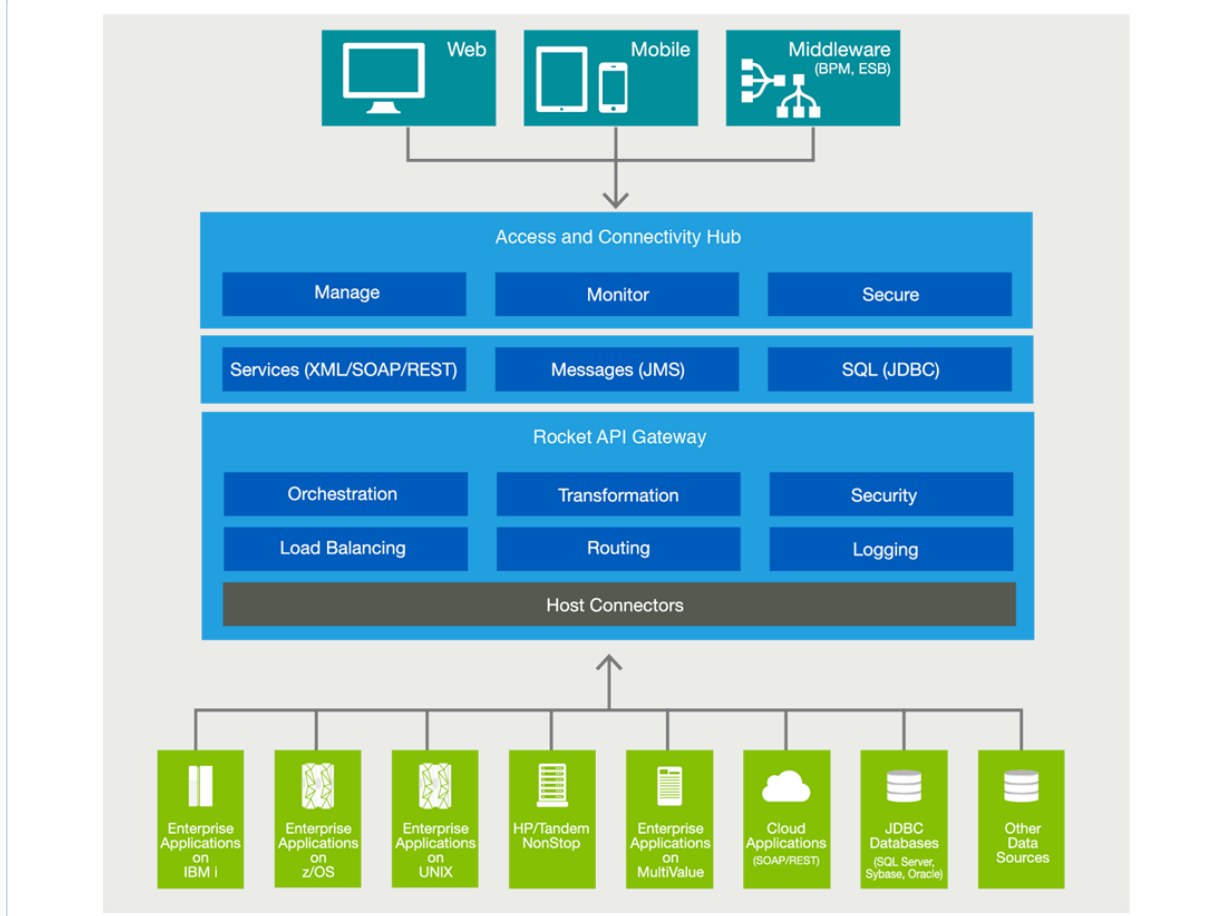 Web
Mobile
Middleware
(BPM, ESB)
Access and Connectivity Hub
Manage
Monitor
Secure
Services (XML/SOAP/REST)
Messages (JMS)
SQL (JDBC)
Rocket API Gateway
Orchestration
Transformation
Security
Load Balancing
Routing
Logging
Host Connectors
Enterprise
Applications
on
IBM i
Enterprise
Applications
on
z/OS
Enterprise
Applications
on
UNIX
HP/Tandem
NonStop
Enterprise
Applications
on
MultiValue
Cloud
Applications
(SOAP/REST)
JDBC
Databases
(SQL Server,
Sybase, Oracle)
Other
Data
Sources